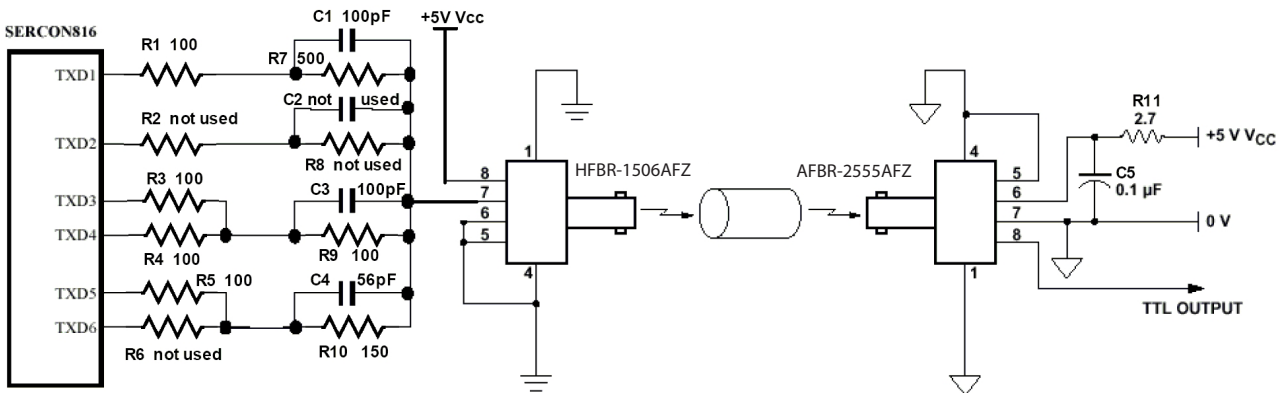 SERCON816
TXD1
TXD2
TXD3
TXD4
TXD5
TXD6
R1 100
R2 not used
R3 100
R4 100
R5 100
R6 not used
C1 100pF
R7 500
C2 not used
R8 not used
C3 100pF
R9 100
C4 56pF
R10 150
+5V Vcc
1
8
7
6
5
4
HFBR-1506AFZ
AFBR-2555AFZ
4
5
6
7
8
1
R11
2.7
+5 V VCC
C5
0.1 µF
0 V
TTL OUTPUT